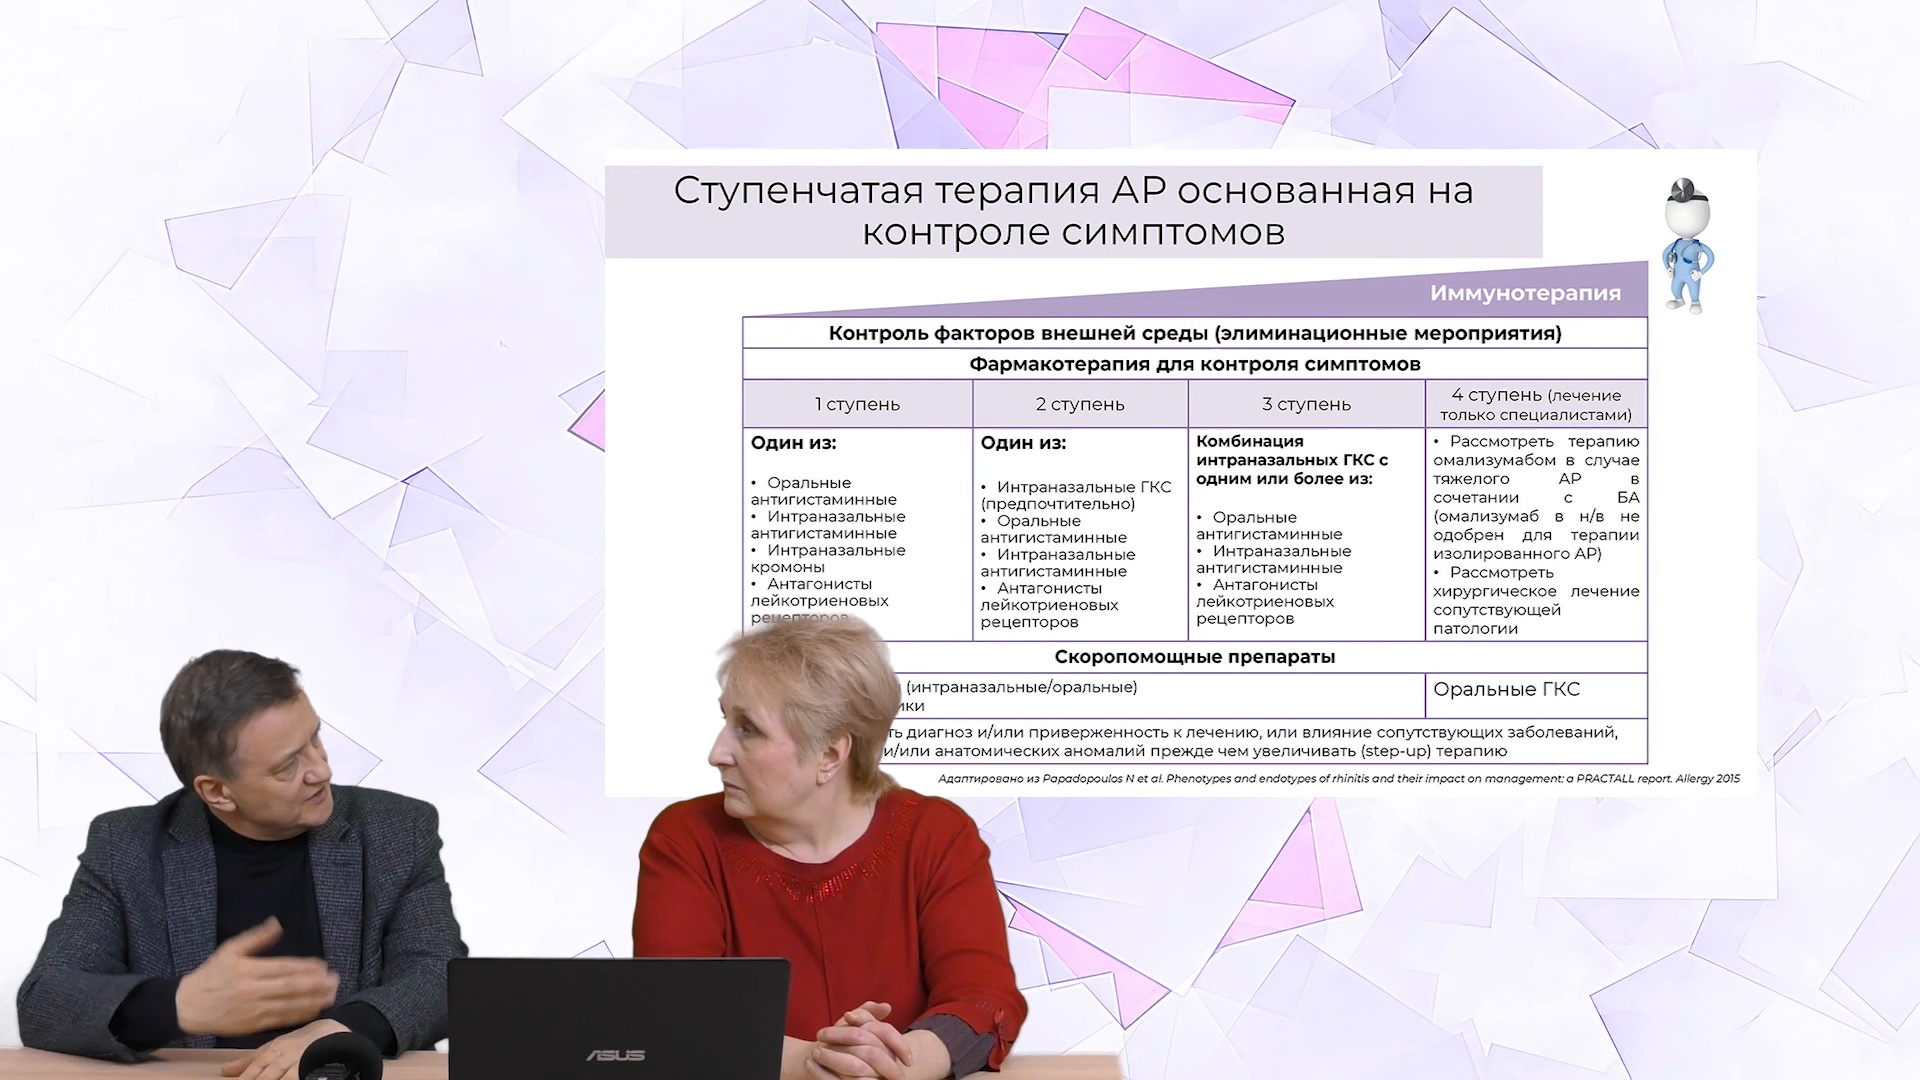 Ступенчатая терапия АР основанная на
контроле симптомов
Иммунотерапия
Контроль факторов внешней среды (элиминационные мероприятия)
Фармакотерапия для контроля симптомов
1 ступень
2 ступень
3 ступень
4 ступень (лечение
только специалистами)
Один из:
• Оральные
антигистаминные
• Интраназальные
антигистаминные
• Интраназальные
кромоны
• Антагонисты
лейкотриеновых
рецепторов
Один из:
• Интраназальные ГКС
(предпочтительно)
• Оральные
антигистаминные
• Интраназальные
антигистаминные
• Антагонисты
лейкотриеновых
рецепторов
Комбинация
интраназальных ГКС с
одним или более из:
• Оральные
антигистаминные
• Интраназальные
антигистаминные
• Антагонисты
лейкотриеновых
рецепторов
• Рассмотреть терапию
омализумабом в случае
тяжелого АР в
сочетании с БА
(омализумаб в н/в не
одобрен для терапии
изолированного АР)
• Рассмотреть
хирургическое лечение
сопутствующей
патологии
Скоропомощные препараты
(интраназальные/оральные)
Оральные ГКС
диагноз и/или приверженность к лечению, или влияние сопутствующих заболеваний,
и/или анатомических аномалий прежде чем увеличивать (step-up) терапию
Адаптировано из Papadopoulos N et al. Phenotypes and endotypes of rhinitis and their impact on management: a PRACTALL report. Allergy 2015
ASUS